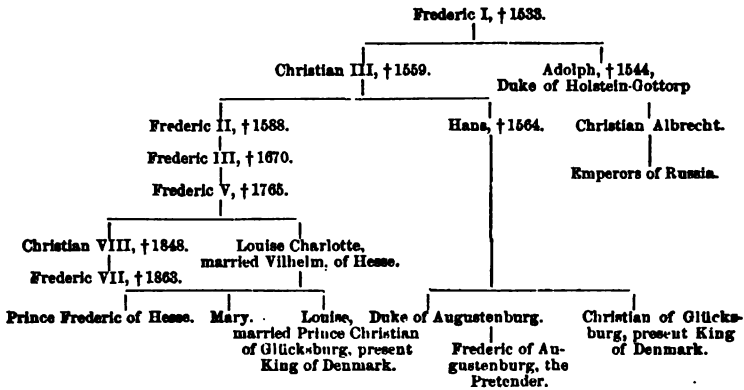 Frederic I, † 1533.
Christian III, † 1559.
Adolph, † 1544,
Duke of Holstein-Gottorp
Frederic II, † 1588.
Hans, † 1564.
Christian Albrecht.
Frederic III, † 1670.
Emperors of Russia.
Frederic V, † 1765.
Christian VIII, † 1848.
Louise Charlotte,
married Vilhelm, of Hesse.
Frederic VII, † 1863.
Prince Frederic of Hesse.
Mary.
Louise,
married Prince Christian
of Glücksburg, present
King of Denmark.
Duke of Augustenburg.
Frederic of Au-
gustenburg, the
Pretender.
Christian of Glücks-
burg, present King
of Denmark.